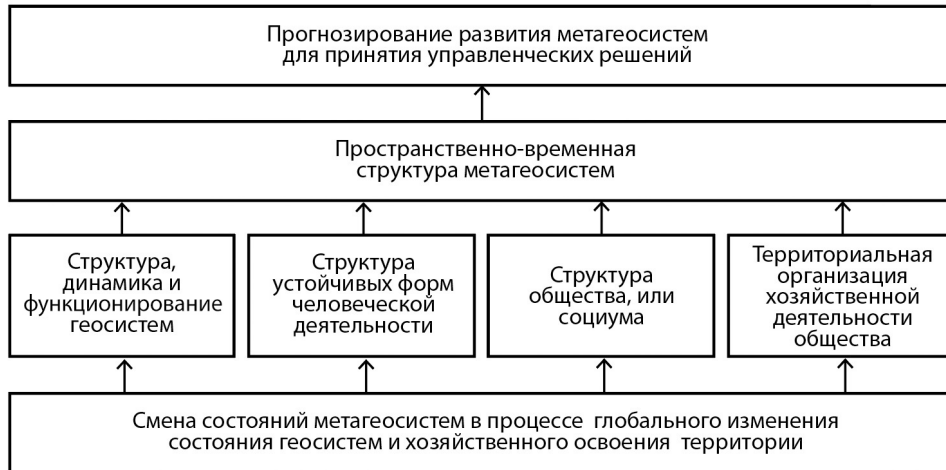 Прогнозирование развития метагеосистем
для принятия управленческих решений
Пространственно-временная
структура метагеосистем
Структура,
динамика и
функционирование
геосистем
Структура
устойчивых форм
человеческой
деятельности
Структура
общества, или
социума
Территориальная
организация
хозяйственной
деятельности
общества
Смена состояний метагеосистем в процессе глобального изменения
состояния геосистем и хозяйственного освоения территории